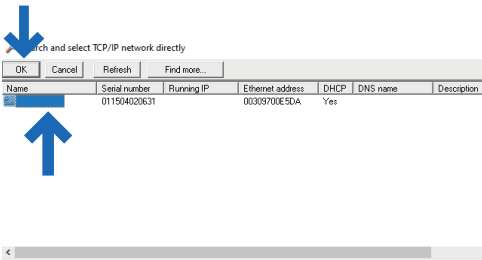 rch and select TCP/IP network directly
OK Cancel Refresh Find more...
Name Serial number Running IP Ethernet address DHCP DNS name Description
011504020631 00309700E5DA Yes